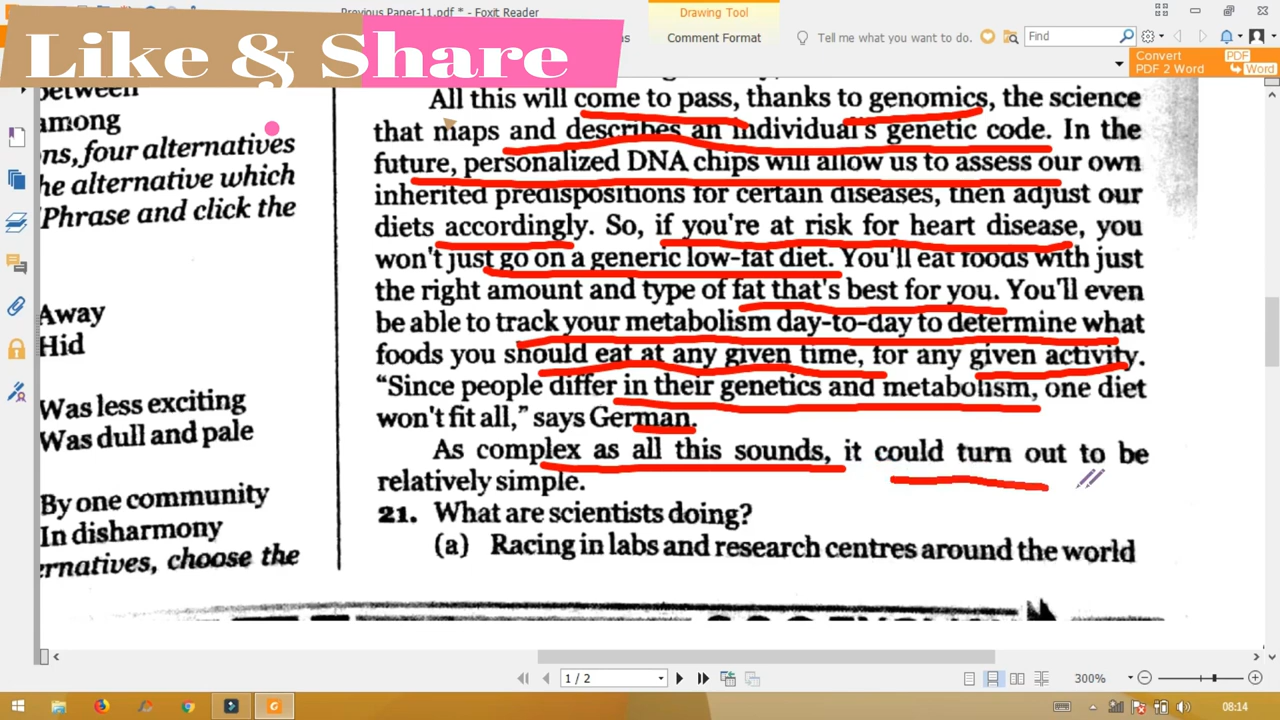 Previous Paper-11.pdf * - Foxit Reader
Drawing Tool
Like & Share
Comment Format
Tell me what you want to do.
Find
Convert
PDF 2 Word
PDF
Word
between
among
ons, four alternatives
he alternative which
Phrase and click the
Away
Hid
Was less exciting
Was dull and pale
By one community
In disharmony
ernatives, choose the
All this will come to pass, thanks to genomics, the science
that maps and describes an individual's genetic code. In the
future, personalized DNA chips will allow us to assess our own
inherited predispositions for certain diseases, then adjust our
diets accordingly. So, if you're at risk for heart disease, you
won't just go on a generic low-fat diet. You'll eat foods with just
the right amount and type of fat that's best for you. You'll even
be able to track your metabolism day-to-day to determine what
foods you should eat at any given time, for any given activity.
“Since people differ in their genetics and metabolism, one diet
won't fit all,” says German.
As complex as all this sounds, it could turn out to be
relatively simple.
21. What are scientists doing?
(a) Racing in labs and research centres around the world
1 / 2
300%
08:14